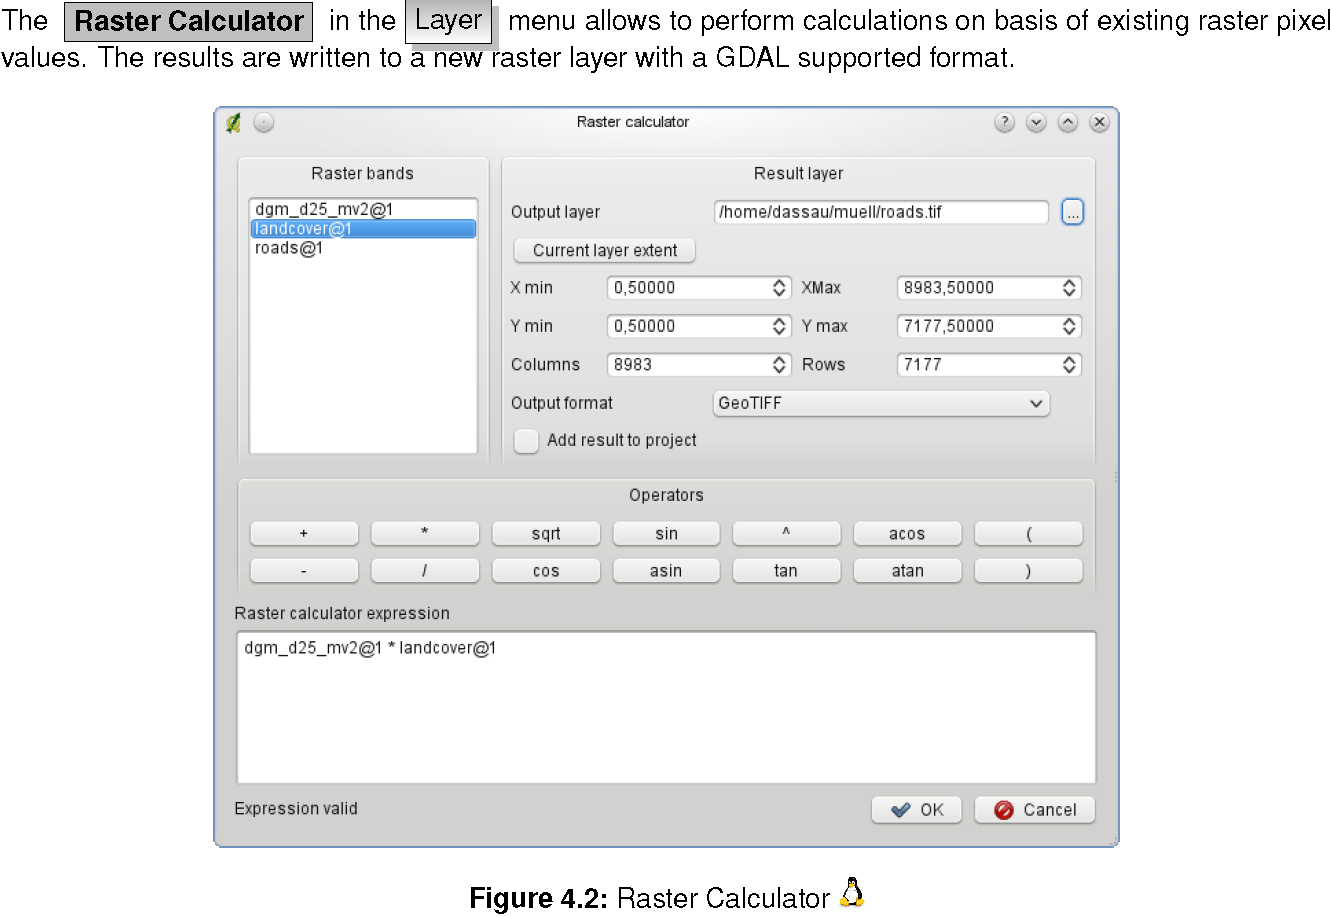 The Raster Calculator in the Layer menu allows to perform calculations on basis of existing raster pixel
values. The results are written to a new raster layer with a GDAL supported format.
Raster calculator
Raster bands
dgm_d25_mv2@1
landcover@1
roads@1
Result layer
Output layer /home/dassau/muell/roads.tif ...
Current layer extent
X min 0,50000 XMax 8983,50000
Y min 0,50000 Y max 7177,50000
Columns 8983 Rows 7177
Output format GeoTIFF
Add result to project
Operators
+ * sqrt sin ^ acos (
- / cos asin tan atan )
Raster calculator expression
dgm_d25_mv2@1 * landcover@1
Expression valid OK Cancel
Figure 4.2: Raster Calculator